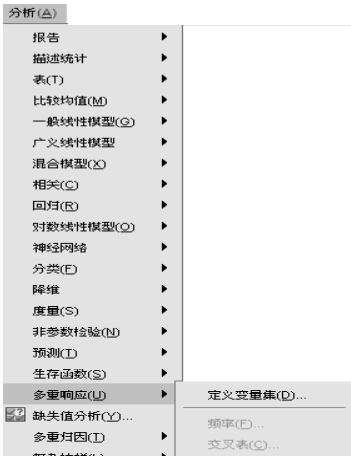 分析(A)
报告
描述统计
表(T)
比较均值(M)
一般线性模型(G)
广义线性模型
混合模型(X)
相关(C)
回归(R)
对数线性模型(O)
神经网络
分类(F)
降维
度量(S)
非参数检验(N)
预测(T)
生存函数(S)
多重响应(U)
定义变量集(D)...
缺失值分析(Y)...
频率(F)...
多重归因(T)
交叉表(C)...